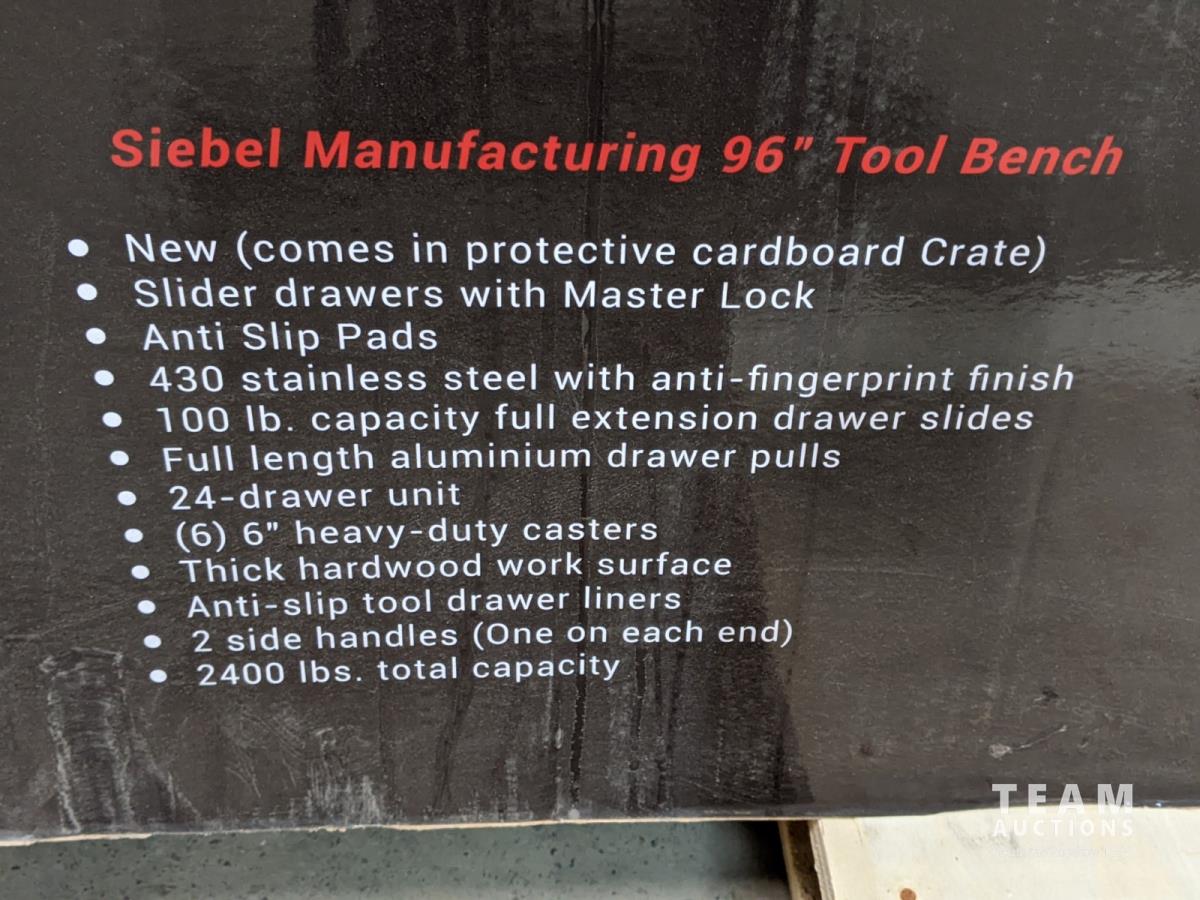 Siebel Manufacturing 96" Tool Bench
• New (comes in protective cardboard Crate)
• Slider drawers with Master Lock
• Anti Slip Pads
• 430 stainless steel with anti-fingerprint finish
• 100 lb. capacity full extension drawer slides
• Full length aluminium drawer pulls
• 24-drawer unit
• (6) 6" heavy-duty casters
• Thick hardwood work surface
• Anti-slip tool drawer liners
• 2 side handles (One on each end)
• 2400 lbs. total capacity
TEAM
AUCTIONS